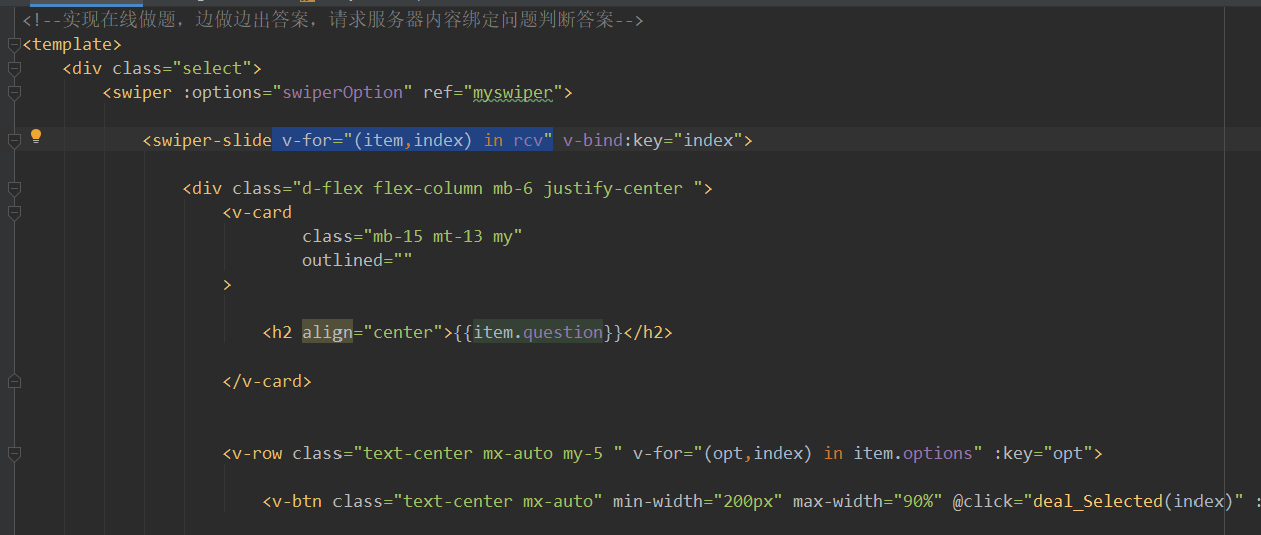 <!--实现在线做题，边做边出答案，请求服务器内容绑定问题判断答案-->
<template>
<div class="select">
<swiper :options="swiperOption" ref="myswiper">
<swiper-slide v-for="(item,index) in rcv" v-bind:key="index">
<div class="d-flex flex-column mb-6 justify-center ">
<v-card
class="mb-15 mt-13 my"
outlined=""
>
<h2 align="center">{{item.question}}</h2>
</v-card>
<v-row class="text-center mx-auto my-5 " v-for="(opt,index) in item.options" :key="opt">
<v-btn class="text-center mx-auto" min-width="200px" max-width="90%" @click="deal_Selected(index)" :